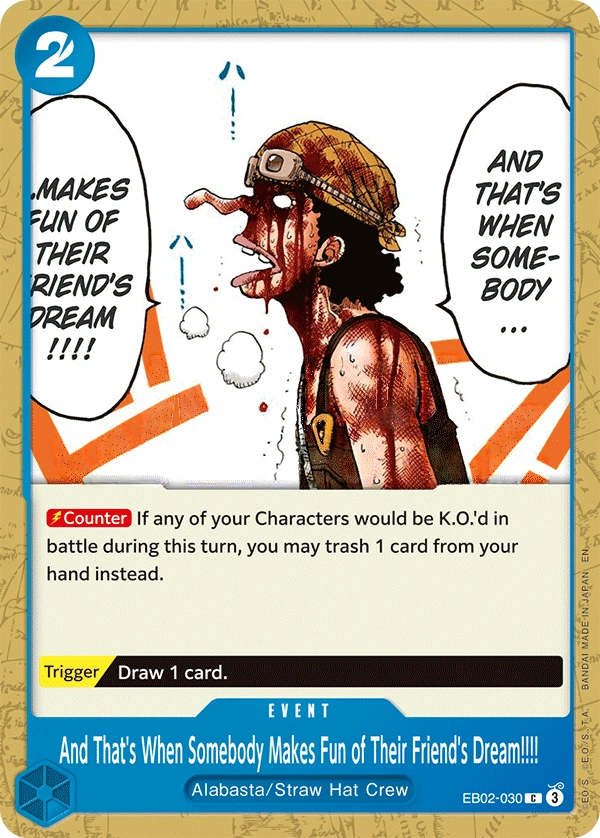 2
AND
THAT'S
WHEN
SOME-
BODY
...
...MAKES
FUN OF
THEIR
FRIEND'S
DREAM
!!!!
Counter If any of your Characters would be K.O.'d in
battle during this turn, you may trash 1 card from your
hand instead.
Trigger Draw 1 card.
EVENT
And That's When Somebody Makes Fun of Their Friend's Dream!!!!
Alabasta/Straw Hat Crew
EB02-030 C 3
©E.O.S. ©E.O./S.,T.A. BANDAI MADE IN JAPAN EN